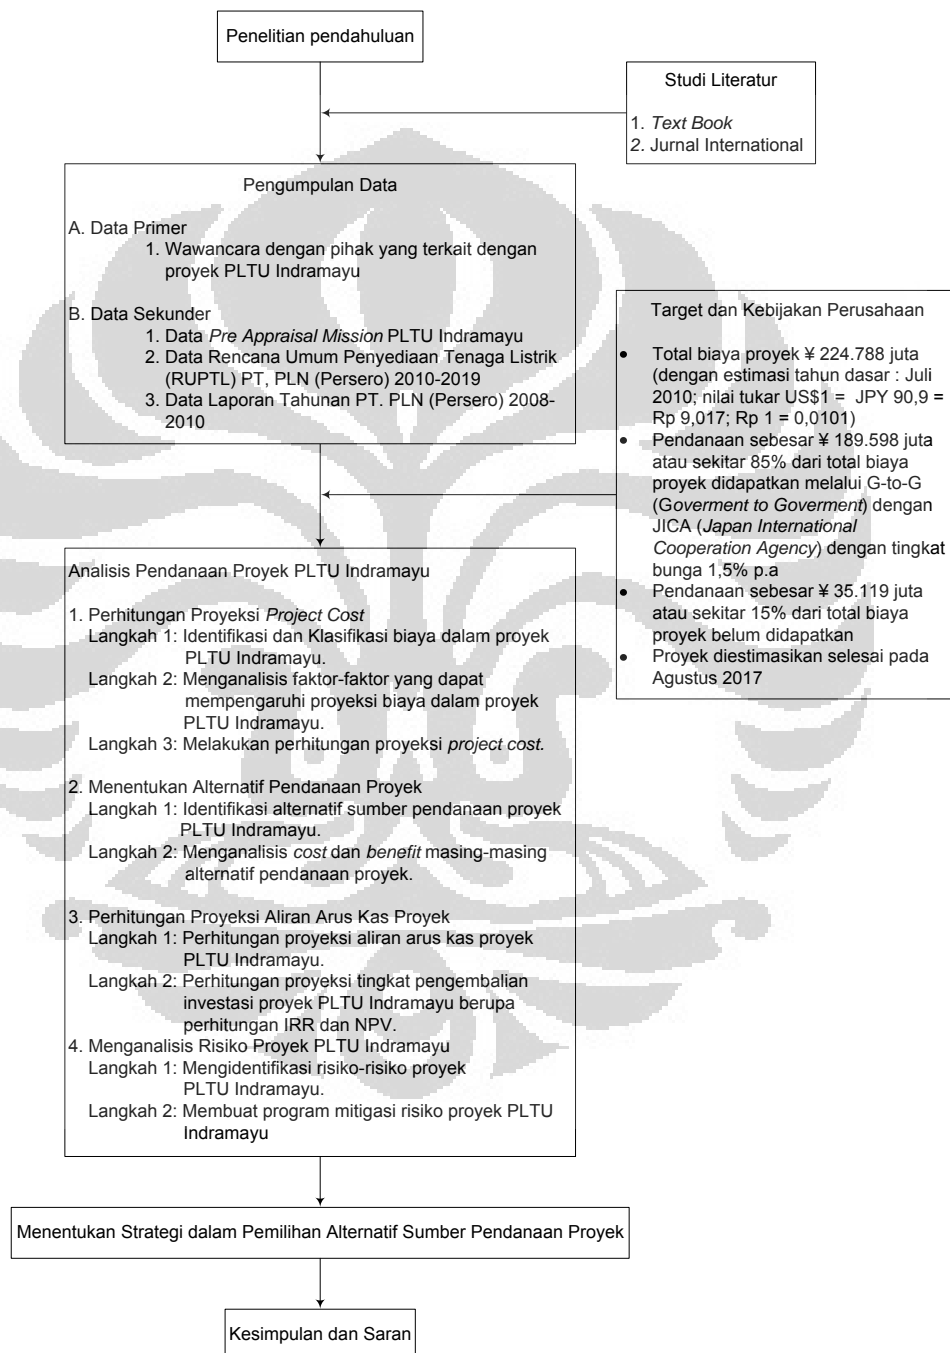 Penelitian pendahuluan
Studi Literatur
1. Text Book
2. Jurnal International
Pengumpulan Data
A. Data Primer
1. Wawancara dengan pihak yang terkait dengan
proyek PLTU Indramayu
B. Data Sekunder
1. Data Pre Appraisal Mission PLTU Indramayu
2. Data Rencana Umum Penyediaan Tenaga Listrik
(RUPTL) PT, PLN (Persero) 2010-2019
3. Data Laporan Tahunan PT. PLN (Persero) 2008-
2010
Target dan Kebijakan Perusahaan
• Total biaya proyek ¥ 224.788 juta
(dengan estimasi tahun dasar : Juli
2010; nilai tukar US$1 = JPY 90,9 =
Rp 9,017; Rp 1 = 0,0101)
• Pendanaan sebesar ¥ 189.598 juta
atau sekitar 85% dari total biaya
proyek didapatkan melalui G-to-G
(Goverment to Goverment) dengan
JICA (Japan International
Cooperation Agency) dengan tingkat
bunga 1,5% p.a
• Pendanaan sebesar ¥ 35.119 juta
atau sekitar 15% dari total biaya
proyek belum didapatkan
• Proyek diestimasikan selesai pada
Agustus 2017
Analisis Pendanaan Proyek PLTU Indramayu
1. Perhitungan Proyeksi Project Cost
Langkah 1: Identifikasi dan Klasifikasi biaya dalam proyek
PLTU Indramayu.
Langkah 2: Menganalisis faktor-faktor yang dapat
mempengaruhi proyeksi biaya dalam proyek
PLTU Indramayu.
Langkah 3: Melakukan perhitungan proyeksi project cost.
2. Menentukan Alternatif Pendanaan Proyek
Langkah 1: Identifikasi alternatif sumber pendanaan proyek
PLTU Indramayu.
Langkah 2: Menganalisis cost dan benefit masing-masing
alternatif pendanaan proyek.
3. Perhitungan Proyeksi Aliran Arus Kas Proyek
Langkah 1: Perhitungan proyeksi aliran arus kas proyek
PLTU Indramayu.
Langkah 2: Perhitungan proyeksi tingkat pengembalian
investasi proyek PLTU Indramayu berupa
perhitungan IRR dan NPV.
4. Menganalisis Risiko Proyek PLTU Indramayu
Langkah 1: Mengidentifikasi risiko-risiko proyek
PLTU Indramayu.
Langkah 2: Membuat program mitigasi risiko proyek PLTU
Indramayu
Menentukan Strategi dalam Pemilihan Alternatif Sumber Pendanaan Proyek
Kesimpulan dan Saran